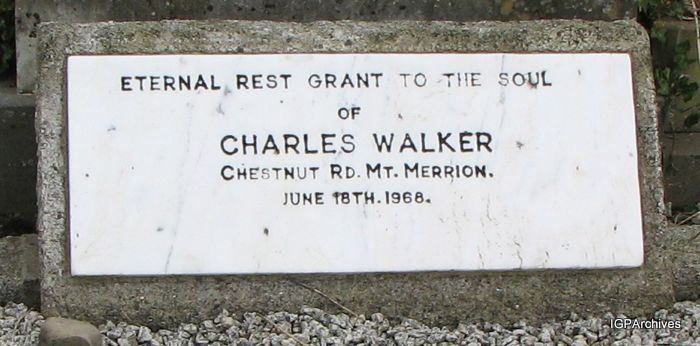 ETERNAL REST GRANT TO THE SOUL
OF
CHARLES WALKER
CHESTNUT RD. MT. MERRION.
JUNE 18TH. 1968.
IGPArchives